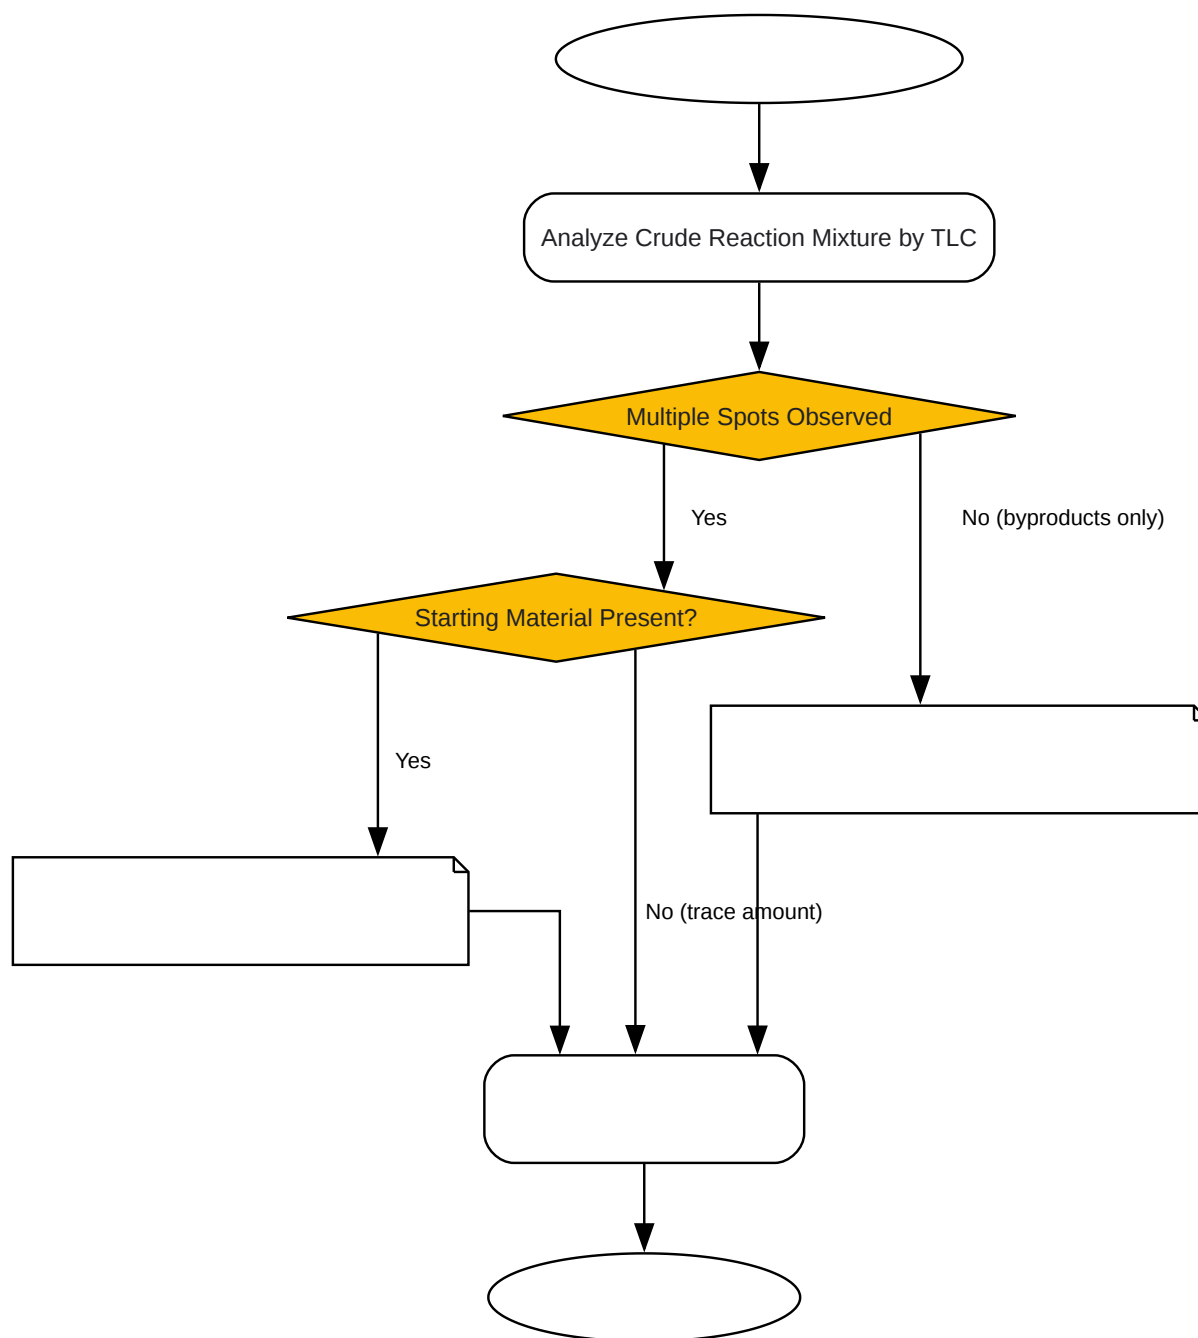 Analyze Crude Reaction Mixture by TLC
Multiple Spots Observed
Yes
No (byproducts only)
Starting Material Present?
Yes
No (trace amount)